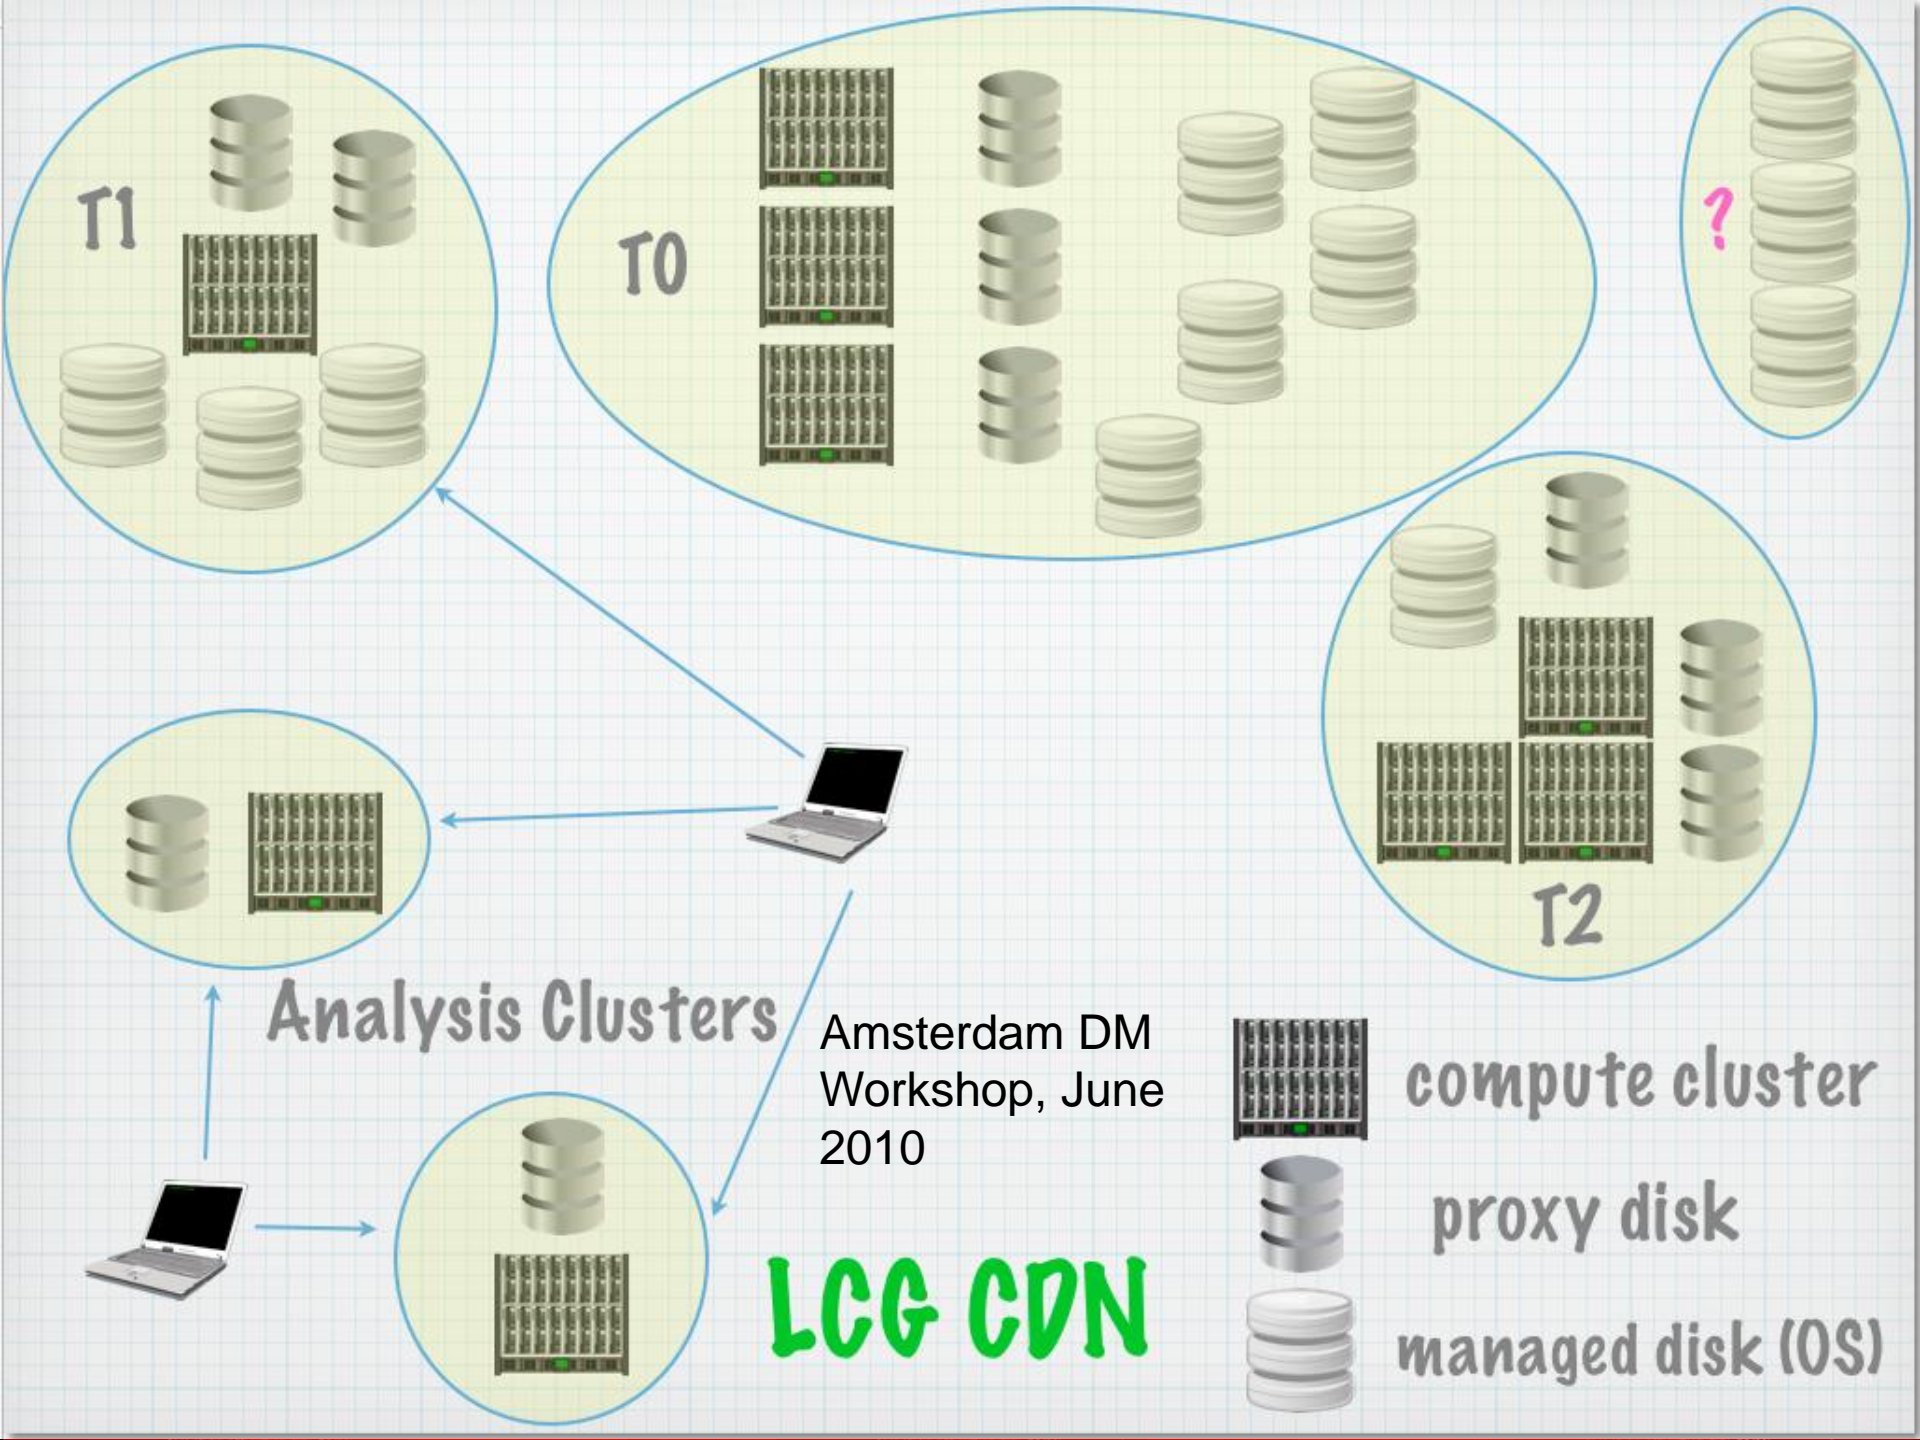 T1
T0
?
T2
Analysis Clusters
Amsterdam DM
Workshop, June
2010
compute cluster
proxy disk
LCG CDN
managed disk (OS)